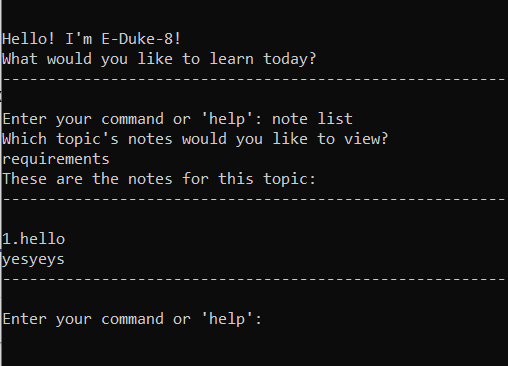 Hello! I'm E-Duke-8!
What would you like to learn today?
--------------------------------------------------------
Enter your command or 'help': note list
Which topic's notes would you like to view?
requirements
These are the notes for this topic:
--------------------------------------------------------
1.hello
yesyeys
--------------------------------------------------------
Enter your command or 'help':